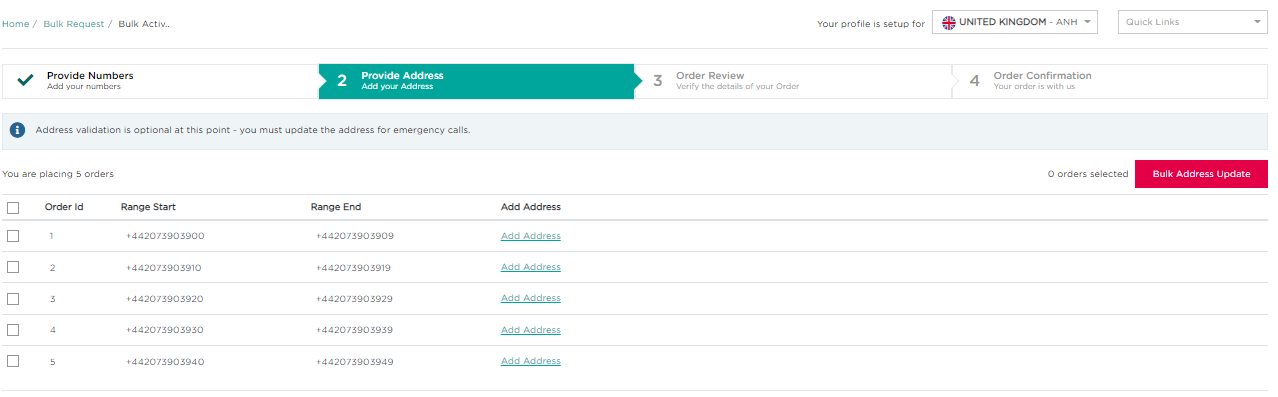 Home / Bulk Request / Bulk Activ..
Your profile is setup for UNITED KINGDOM - ANH Quick Links
Provide Numbers
Add your numbers
2 Provide Address
Add your Address
3 Order Review
Verify the details of your Order
4 Order Confirmation
Your order is with us
Address validation is optional at this point - you must update the address for emergency calls.
You are placing 5 orders 0 orders selected Bulk Address Update
Order Id Range Start Range End Add Address
1 +442073903900 +442073903909 Add Address
2 +442073903910 +442073903919 Add Address
3 +442073903920 +442073903929 Add Address
4 +442073903930 +442073903939 Add Address
5 +442073903940 +442073903949 Add Address